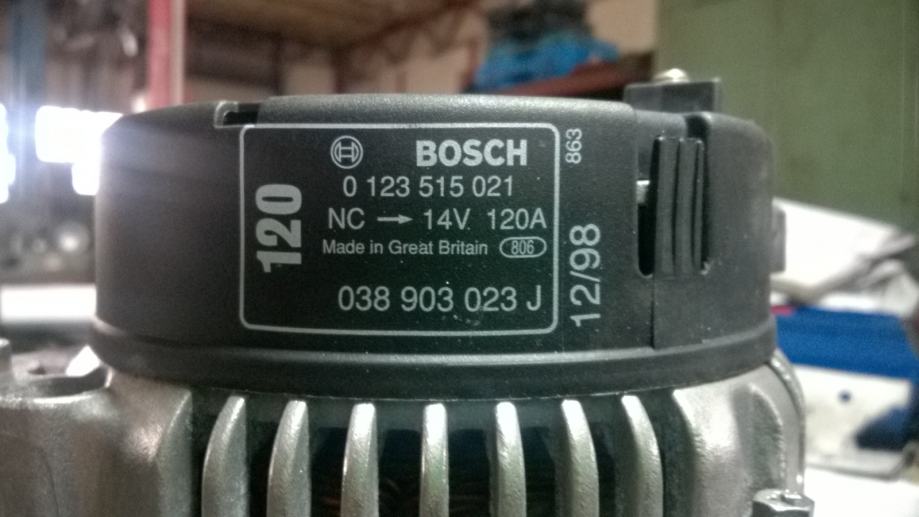 BOSCH
0 123 515 021
NC → 14V 120A
Made in Great Britain 806
038 903 023 J
120
12/98
863